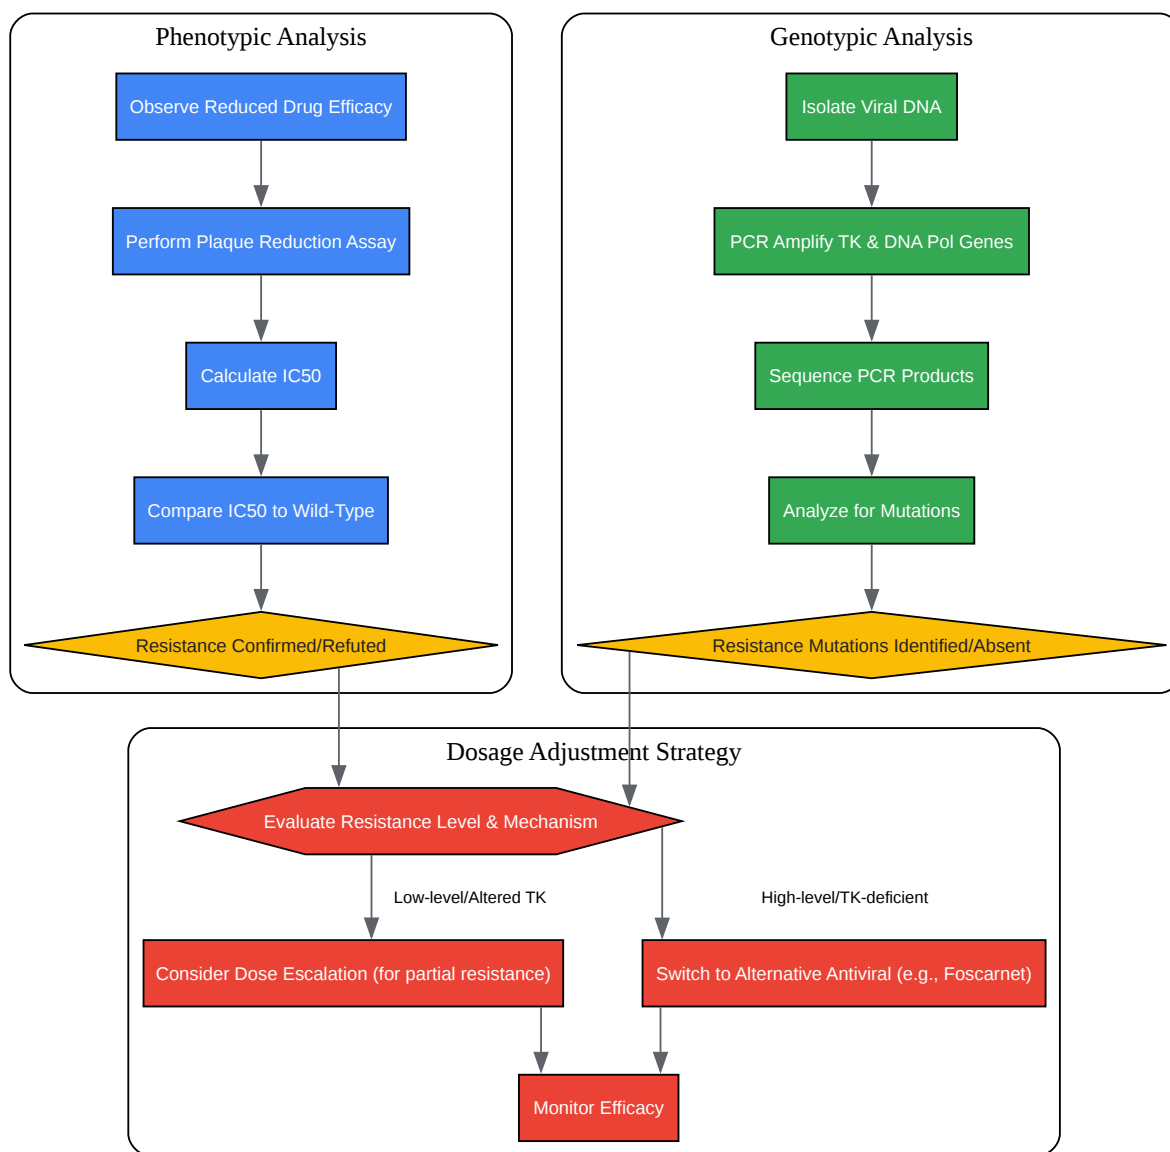 Phenotypic Analysis
Observe Reduced Drug Efficacy
Perform Plaque Reduction Assay
Calculate IC50
Compare IC50 to Wild-Type
Resistance Confirmed/Refuted
Genotypic Analysis
Isolate Viral DNA
PCR Amplify TK & DNA Pol Genes
Sequence PCR Products
Analyze for Mutations
Resistance Mutations Identified/Absent
Dosage Adjustment Strategy
Evaluate Resistance Level & Mechanism
Low-level/Altered TK
High-level/TK-deficient
Consider Dose Escalation (for partial resistance)
Switch to Alternative Antiviral (e.g., Foscarnet)
Monitor Efficacy